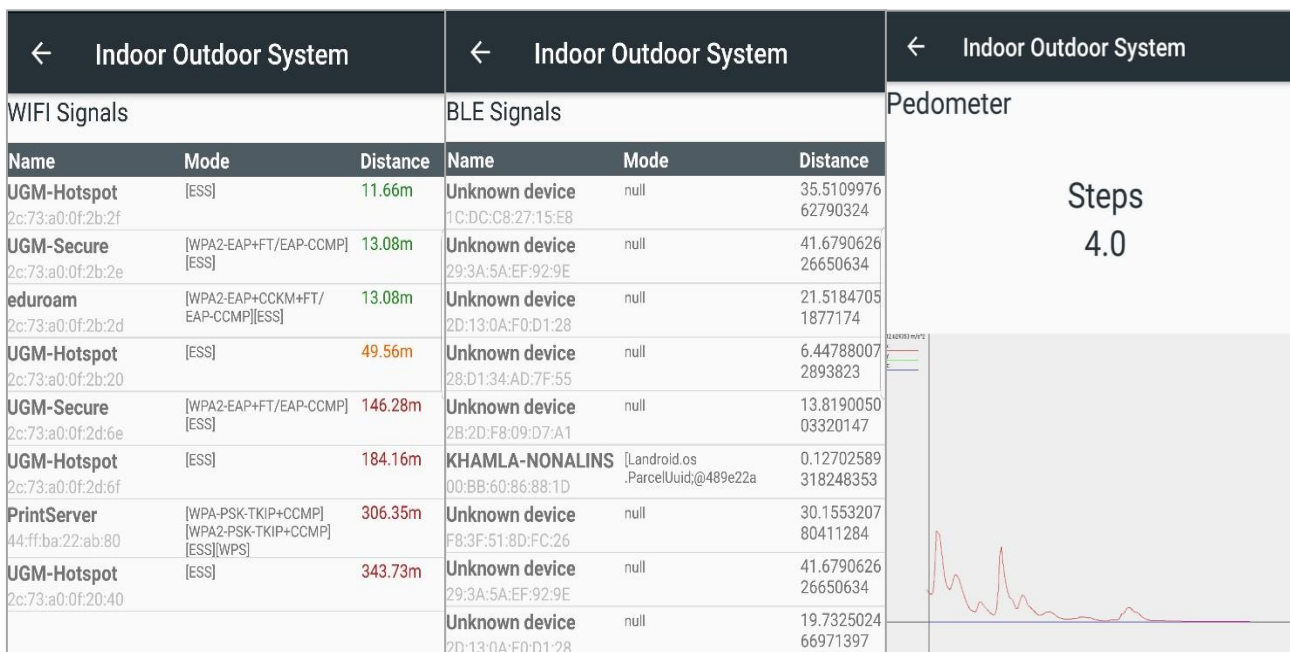 ← Indoor Outdoor System
WIFI Signals
Name Mode Distance
UGM-Hotspot [ESS] 11.66m
2c:73:a0:0f:2b:2f
UGM-Secure [WPA2-EAP+FT/EAP-CCMP] 13.08m
2c:73:a0:0f:2b:2e [ESS]
eduroam [WPA2-EAP+CCKM+FT/ 13.08m
2c:73:a0:0f:2b:2d EAP-CCMP][ESS]
UGM-Hotspot [ESS] 49.56m
2c:73:a0:0f:2b:20
UGM-Secure [WPA2-EAP+FT/EAP-CCMP] 146.28m
2c:73:a0:0f:2d:6e [ESS]
UGM-Hotspot [ESS] 184.16m
2c:73:a0:0f:2d:6f
PrintServer [WPA-PSK-TKIP+CCMP] 306.35m
44:ff:ba:22:ab:80 [WPA2-PSK-TKIP+CCMP]
[ESS][WPS]
UGM-Hotspot [ESS] 343.73m
2c:73:a0:0f:20:40
← Indoor Outdoor System
BLE Signals
Name Mode Distance
Unknown device null 35.5109976
1C:DC:C8:27:15:E8 62790324
Unknown device null 41.6790626
29:3A:5A:EF:92:9E 26650634
Unknown device null 21.5184705
2D:13:0A:F0:D1:28 1877174
Unknown device null 6.44788007
28:D1:34:AD:7F:55 2893823
Unknown device null 13.8190050
2B:2D:F8:09:D7:A1 03320147
KHAMLA-NONALINS [Landroid.os 0.12702589
00:BB:60:86:88:1D .ParcelUuid;@489e22a 318248353
Unknown device null 30.1553207
F8:3F:51:8D:FC:26 80411284
Unknown device null 41.6790626
29:3A:5A:EF:92:9E 26650634
Unknown device null 19.7325024
2D:13:0A:F0:D1:28 66971397
← Indoor Outdoor System
Pedometer
Steps
4.0